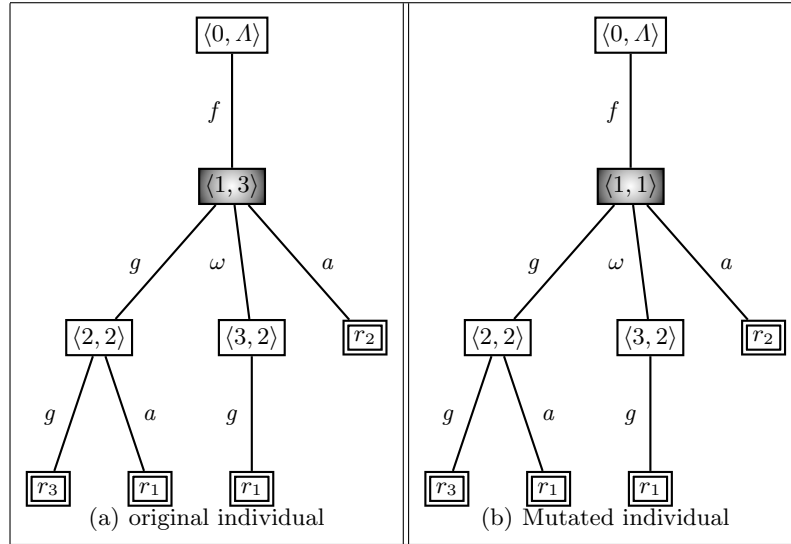 ⟨0, Λ⟩
f
⟨1, 3⟩
g ω a
⟨2, 2⟩ ⟨3, 2⟩ r₂
g a g
r₃ r₁ r₁
(a) original individual
⟨0, Λ⟩
f
⟨1, 1⟩
g ω a
⟨2, 2⟩ ⟨3, 2⟩ r₂
g a g
r₃ r₁ r₁
(b) Mutated individual